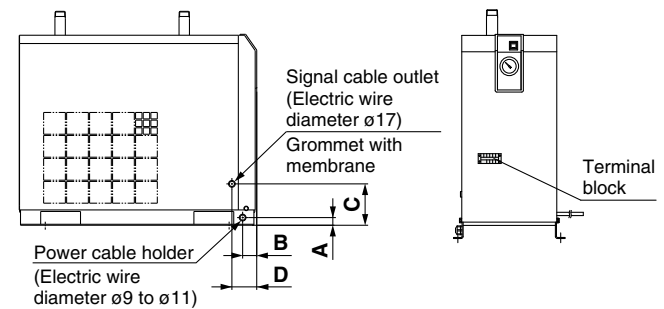 Signal cable outlet
(Electric wire
diameter ø17)
Grommet with
membrane
Terminal
block
C
B
A
D
Power cable holder
(Electric wire
diameter ø9 to ø11)